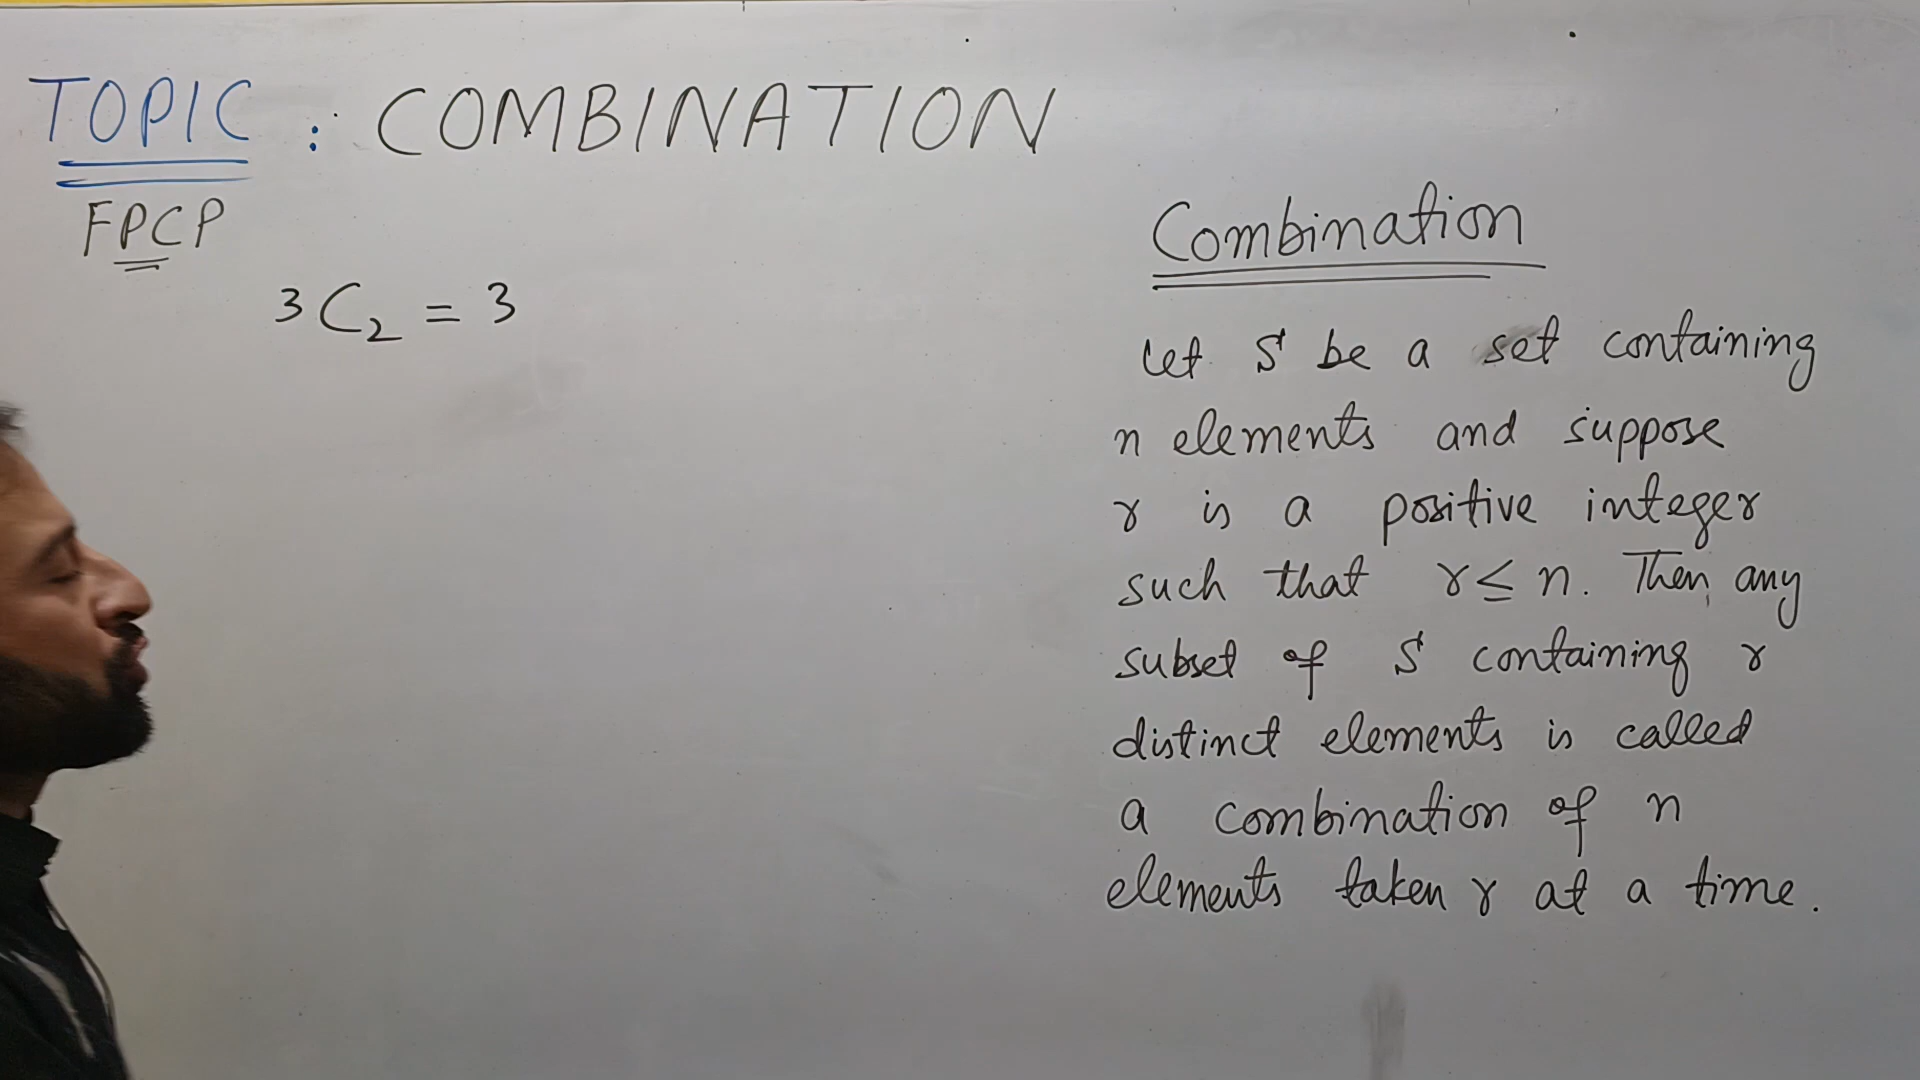 TOPIC : COMBINATION
FPCP
³C₂ = 3
Combination
Let S be a set containing
n elements and suppose
r is a positive integer
such that r ≤ n. Then, any
subset of S containing r
distinct elements is called
a combination of n
elements taken r at a time.